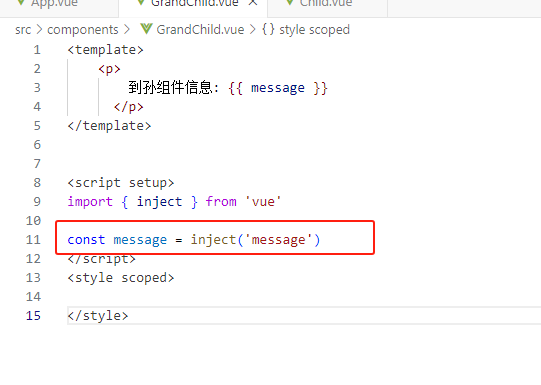 App.vue GrandChild.vue × Child.vue
src > components > GrandChild.vue > {} style scoped
1 <template>
2 <p>
3 到孙组件信息: {{ message }}
4 </p>
5 </template>
6
7
8 <script setup>
9 import { inject } from 'vue'
10
11 const message = inject('message')
12 </script>
13 <style scoped>
14
15 </style>